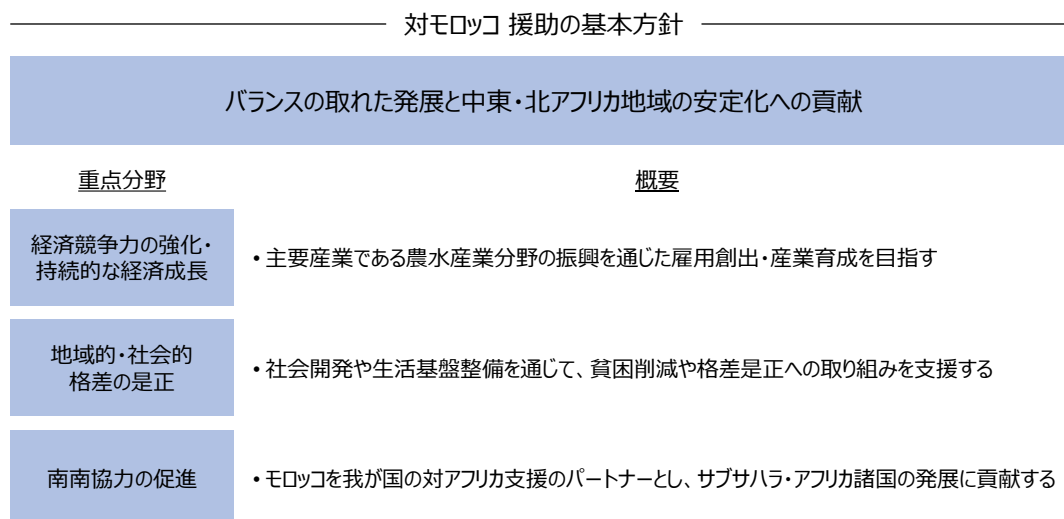 対モロッコ 援助の基本方針
バランスの取れた発展と中東・北アフリカ地域の安定化への貢献
重点分野
概要
経済競争力の強化・
持続的な経済成長
• 主要産業である農水産業分野の振興を通じた雇用創出・産業育成を目指す
地域的・社会的
格差の是正
• 社会開発や生活基盤整備を通じて、貧困削減や格差是正への取り組みを支援する
南南協力の促進
• モロッコを我が国の対アフリカ支援のパートナーとし、サブサハラ・アフリカ諸国の発展に貢献する